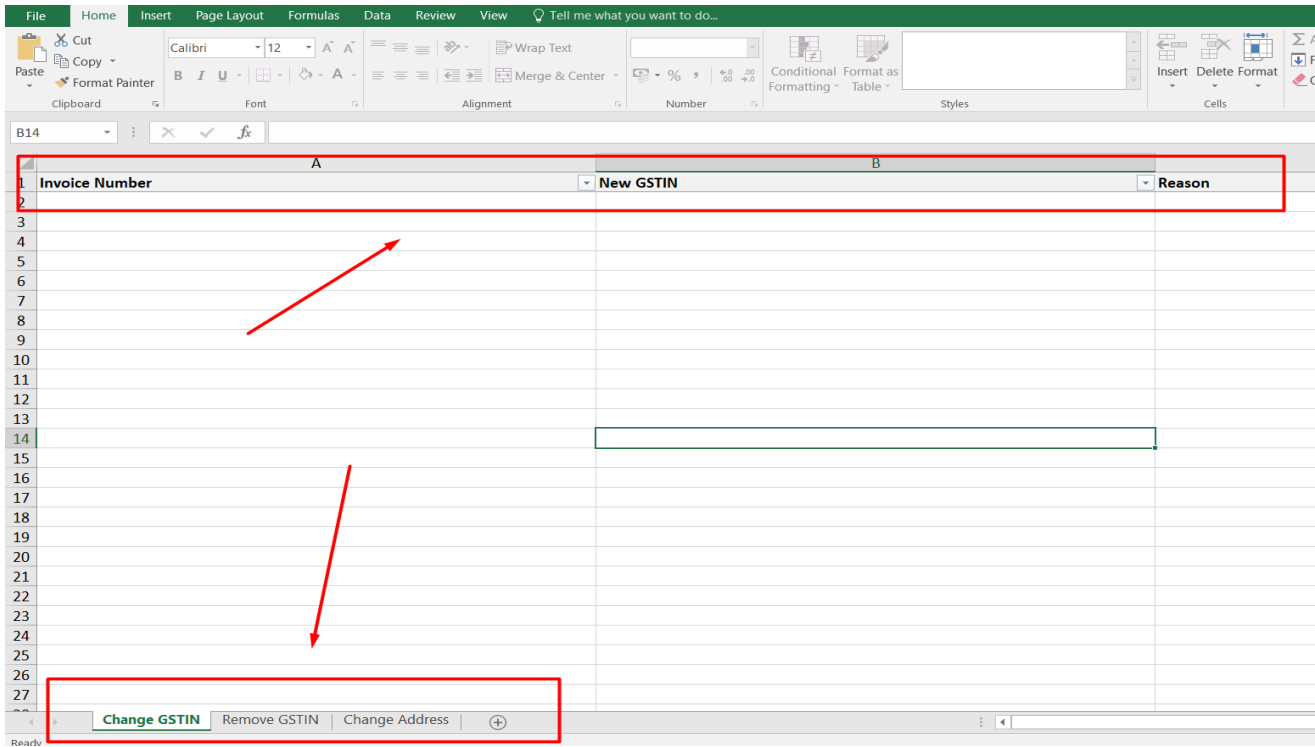 File Home Insert Page Layout Formulas Data Review View Tell me what you want to do...
Cut
Copy
Format Painter
Paste
Calibri 12 A A
B I U A
Wrap Text
Merge & Center
% , .0 .00 .00 .0
Conditional Formatting
Format as Table
Insert Delete Format
Σ
Clipboard Font Alignment Number Styles Cells
B14 fx
A B
1 Invoice Number New GSTIN Reason
2
3
4
5
6
7
8
9
10
11
12
13
14
15
16
17
18
19
20
21
22
23
24
25
26
27
Change GSTIN Remove GSTIN Change Address
Ready